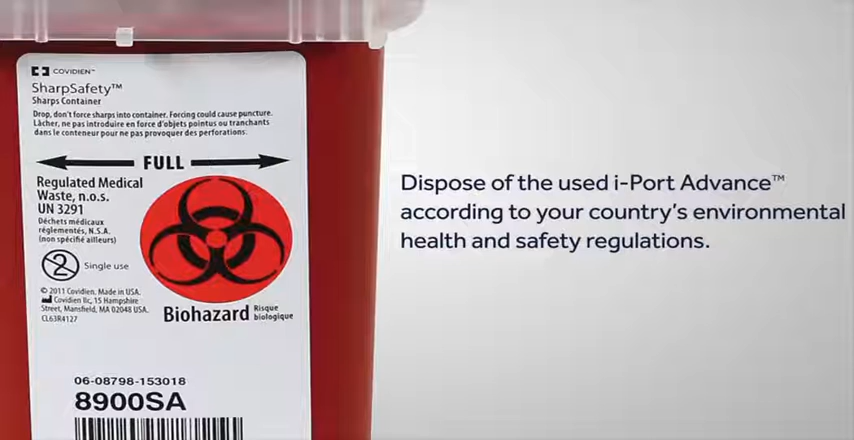 COVIDIEN™
SharpSafety™
Sharps Container
Drop, don't force sharps into container. Forcing could cause puncture.
Lâcher, ne pas introduire en force d'objets pointus ou tranchants
dans le conteneur pour ne pas provoquer des perforations.
FULL
Regulated Medical
Waste, n.o.s.
UN 3291
Déchets médicaux
réglementés, N.S.A.
(non spécifié ailleurs)
2
Single use
© 2011 Covidien. Made in USA.
Covidien llc, 15 Hampshire
Street, Mansfield, MA 02048 USA.
CL63R4127
Biohazard
Risque
biologique
06-08798-153018
8900SA
Dispose of the used i-Port Advance™
according to your country's environmental
health and safety regulations.